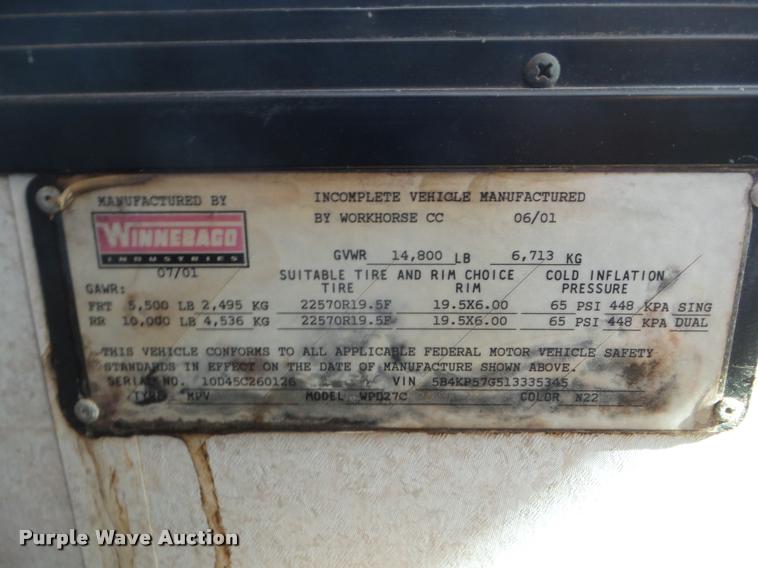 MANUFACTURED BY
WINNEBAGO
INDUSTRIES
07/01
INCOMPLETE VEHICLE MANUFACTURED
BY WORKHORSE CC 06/01
GVWR 14,800 LB 6,713 KG
SUITABLE TIRE AND RIM CHOICE COLD INFLATION
GAWR: TIRE RIM PRESSURE
FRT 5,500 LB 2,495 KG 22570R19.5F 19.5X6.00 65 PSI 448 KPA SING
RR 10,000 LB 4,536 KG 22570R19.5F 19.5X6.00 65 PSI 448 KPA DUAL
THIS VEHICLE CONFORMS TO ALL APPLICABLE FEDERAL MOTOR VEHICLE SAFETY
STANDARDS IN EFFECT ON THE DATE OF MANUFACTURE SHOWN ABOVE.
SERIAL NO. 10D45C260126 VIN 5B4KP57G513335345
TYPE MPV MODEL WPD27C COLOR N22
Purple Wave Auction